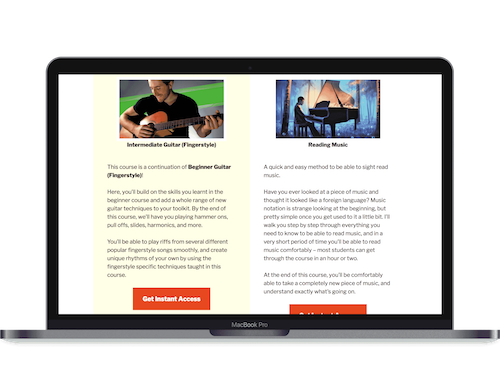 Intermediate Guitar (Fingerstyle)
This course is a continuation of Beginner Guitar
(Fingerstyle)!
Here, you'll build on the skills you learnt in the
beginner course and add a whole range of new
guitar techniques to your toolkit. By the end of
this course, we'll have you playing hammer ons,
pull offs, slides, harmonics, and more.
You'll be able to play riffs from several different
popular fingerstyle songs smoothly, and create
unique rhythms of your own by using the
fingerstyle specific techniques taught in this
course.
Get Instant Access
Reading Music
A quick and easy method to be able to sight read
music.
Have you ever looked at a piece of music and
thought it looked like a foreign language? Music
notation is strange looking at the beginning, but
pretty simple once you get used to it a little bit. I'll
walk you step by step through everything you
need to know to be able to read music, and in a
very short period of time you'll be able to read
music comfortably – most students can get
through the course in an hour or two.
At the end of this course, you'll be comfortably
able to take a completely new piece of music, and
understand exactly what's going on.
MacBook Pro